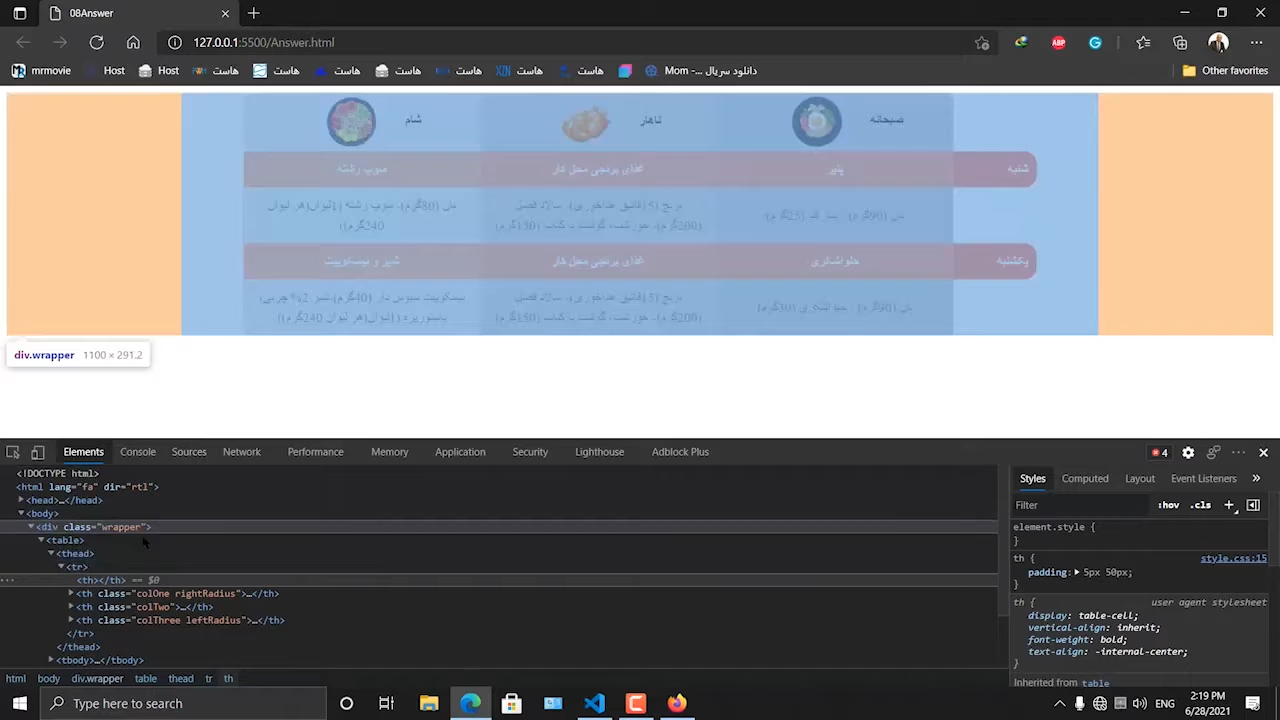 08Answer
127.0.0.1:5500/Answer.html
mrmovie
Host
Host
هاست
هاست
هاست
هاست
هاست
هاست
هاست
دانلود سریال ...- Mom
Other favorites
صبحانه
ناهار
شام
شنبه
پنیر
غذای برنجی محل کار
سوپ رشته
یکشنبه
حلواشکری
غذای برنجی محل کار
شیر و بیسکوییت
div.wrapper 1100 × 291.2
Elements
Console
Sources
Network
Performance
Memory
Application
Security
Lighthouse
Adblock Plus
4
<!DOCTYPE html>
<html lang="fa" dir="rtl">
<head>…</head>
<body>
<div class="wrapper">
<table>
<thead>
<tr>
<th></th> == $0
<th class="colOne rightRadius">…</th>
<th class="colTwo">…</th>
<th class="colThree leftRadius">…</th>
</tr>
</thead>
<tbody>…</tbody>
html body div.wrapper table thead tr th
Styles
Computed
Layout
Event Listeners
Filter
:hov .cls
element.style {
}
th {
style.css:15
padding: 5px 50px;
}
th {
user agent stylesheet
display: table-cell;
vertical-align: inherit;
font-weight: bold;
text-align: -internal-center;
}
Inherited from table
Type here to search
ENG
2:19 PM
6/28/2021